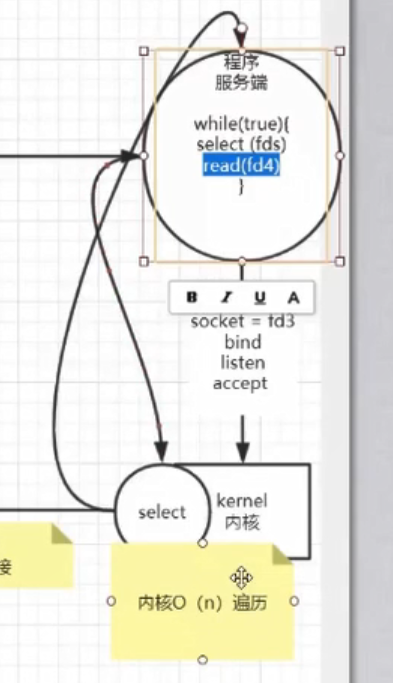 程序
服务端
while(true){
select (fds)
read(fd4)
}
B I U A
socket = fd3
bind
listen
accept
select
kernel
内核
接
内核O（n）遍历